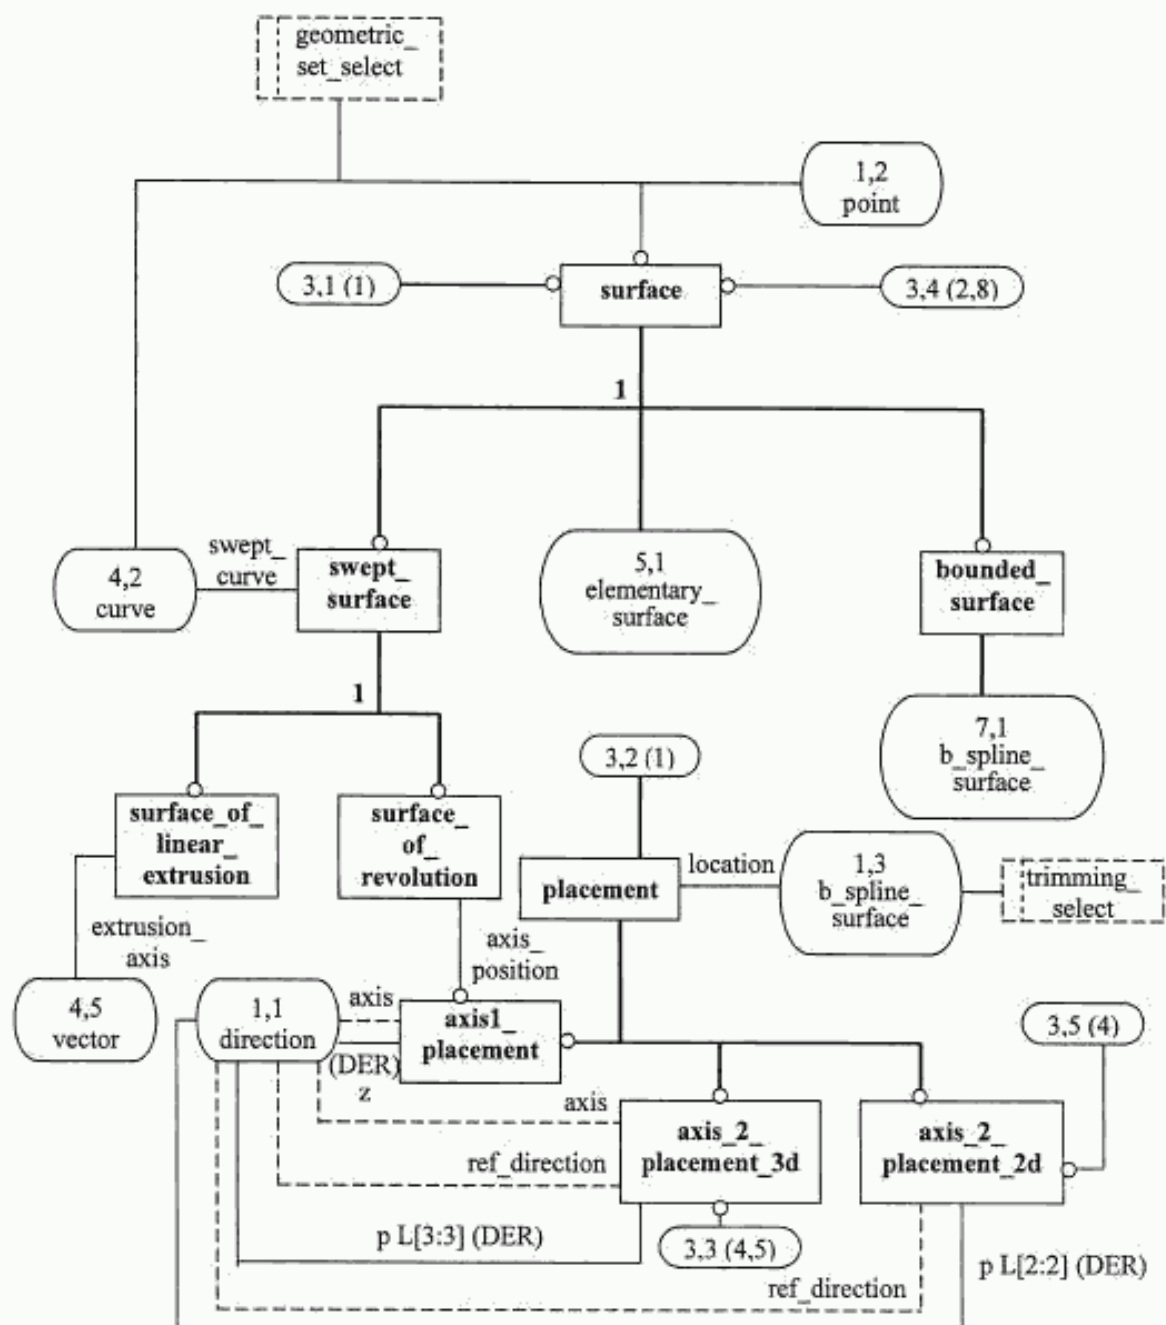 geometric_
set_select
1,2
point
3,1 (1)
surface
3,4 (2,8)
1
4,2
curve
swept_
curve
swept_
surface
5,1
elementary_
surface
bounded_
surface
1
7,1
b_spline_
surface
3,2 (1)
surface_of_
linear_
extrusion
surface_
of_
revolution
placement
location
1,3
b_spline_
surface
trimming_
select
extrusion_
axis
axis_
position
4,5
vector
1,1
direction
axis
(DER)
z
axis1_
placement
3,5 (4)
axis
ref_direction
axis_2_
placement_3d
axis_2_
placement_2d
p L[3:3] (DER)
3,3 (4,5)
ref_direction
p L[2:2] (DER)